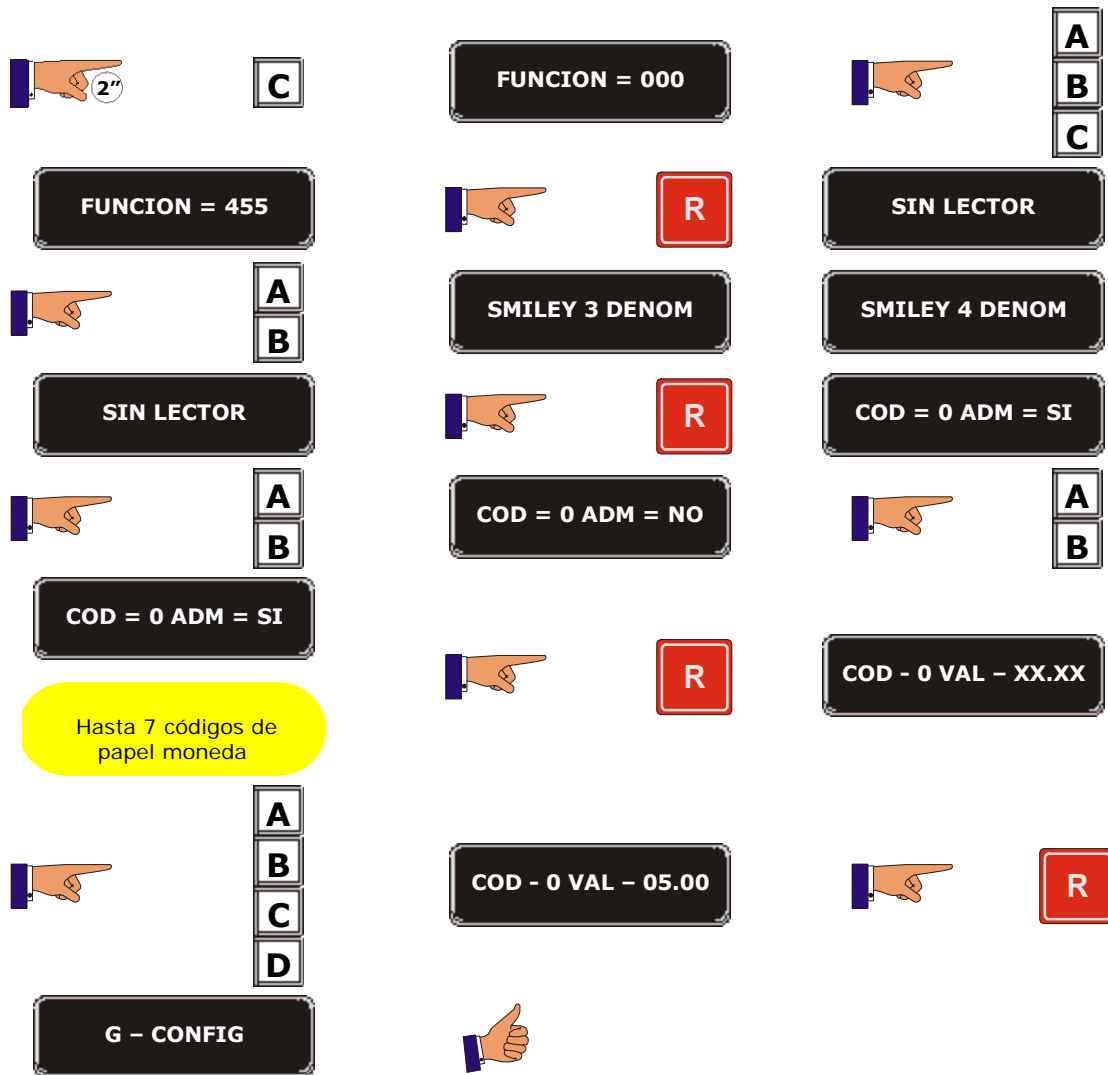 2”
C
FUNCION = 000
A
B
C
FUNCION = 455
R
SIN LECTOR
A
B
SMILEY 3 DENOM
SMILEY 4 DENOM
SIN LECTOR
R
COD = 0 ADM = SI
A
B
COD = 0 ADM = NO
A
B
COD = 0 ADM = SI
R
COD - 0 VAL – XX.XX
Hasta 7 códigos de
papel moneda
A
B
C
D
COD - 0 VAL – 05.00
R
G – CONFIG